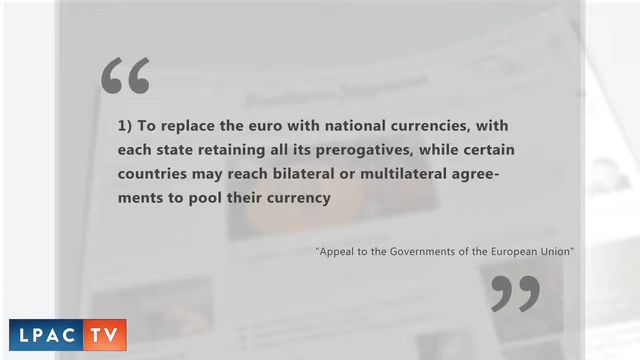 “
1) To replace the euro with national currencies, with
each state retaining all its prerogatives, while certain
countries may reach bilateral or multilateral agree-
ments to pool their currency
"Appeal to the Governments of the European Union"
”
LPAC TV